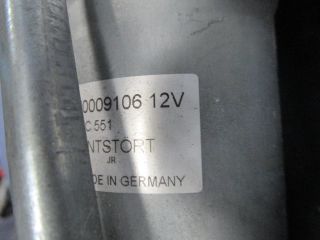 0009106 12V
C.551
NTSTÖRT
JR
DE IN GERMANY